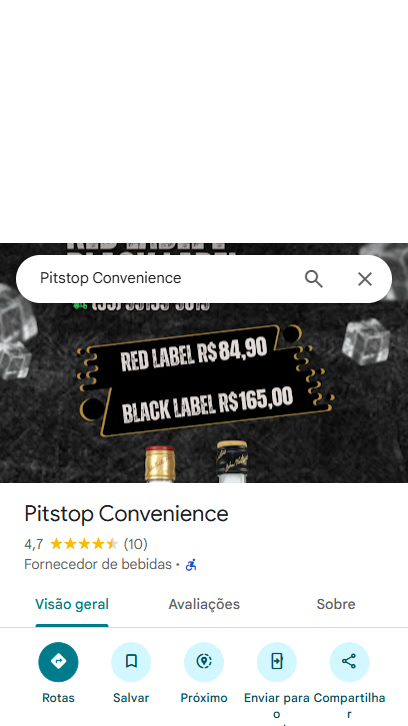 Pitstop Convenience
RED LABEL R$84,90
BLACK LABEL R$165,00
Pitstop Convenience
4,7 (10)
Fornecedor de bebidas ·
Visão geral
Avaliações
Sobre
Rotas
Salvar
Próximo
Enviar para o
Compartilhar